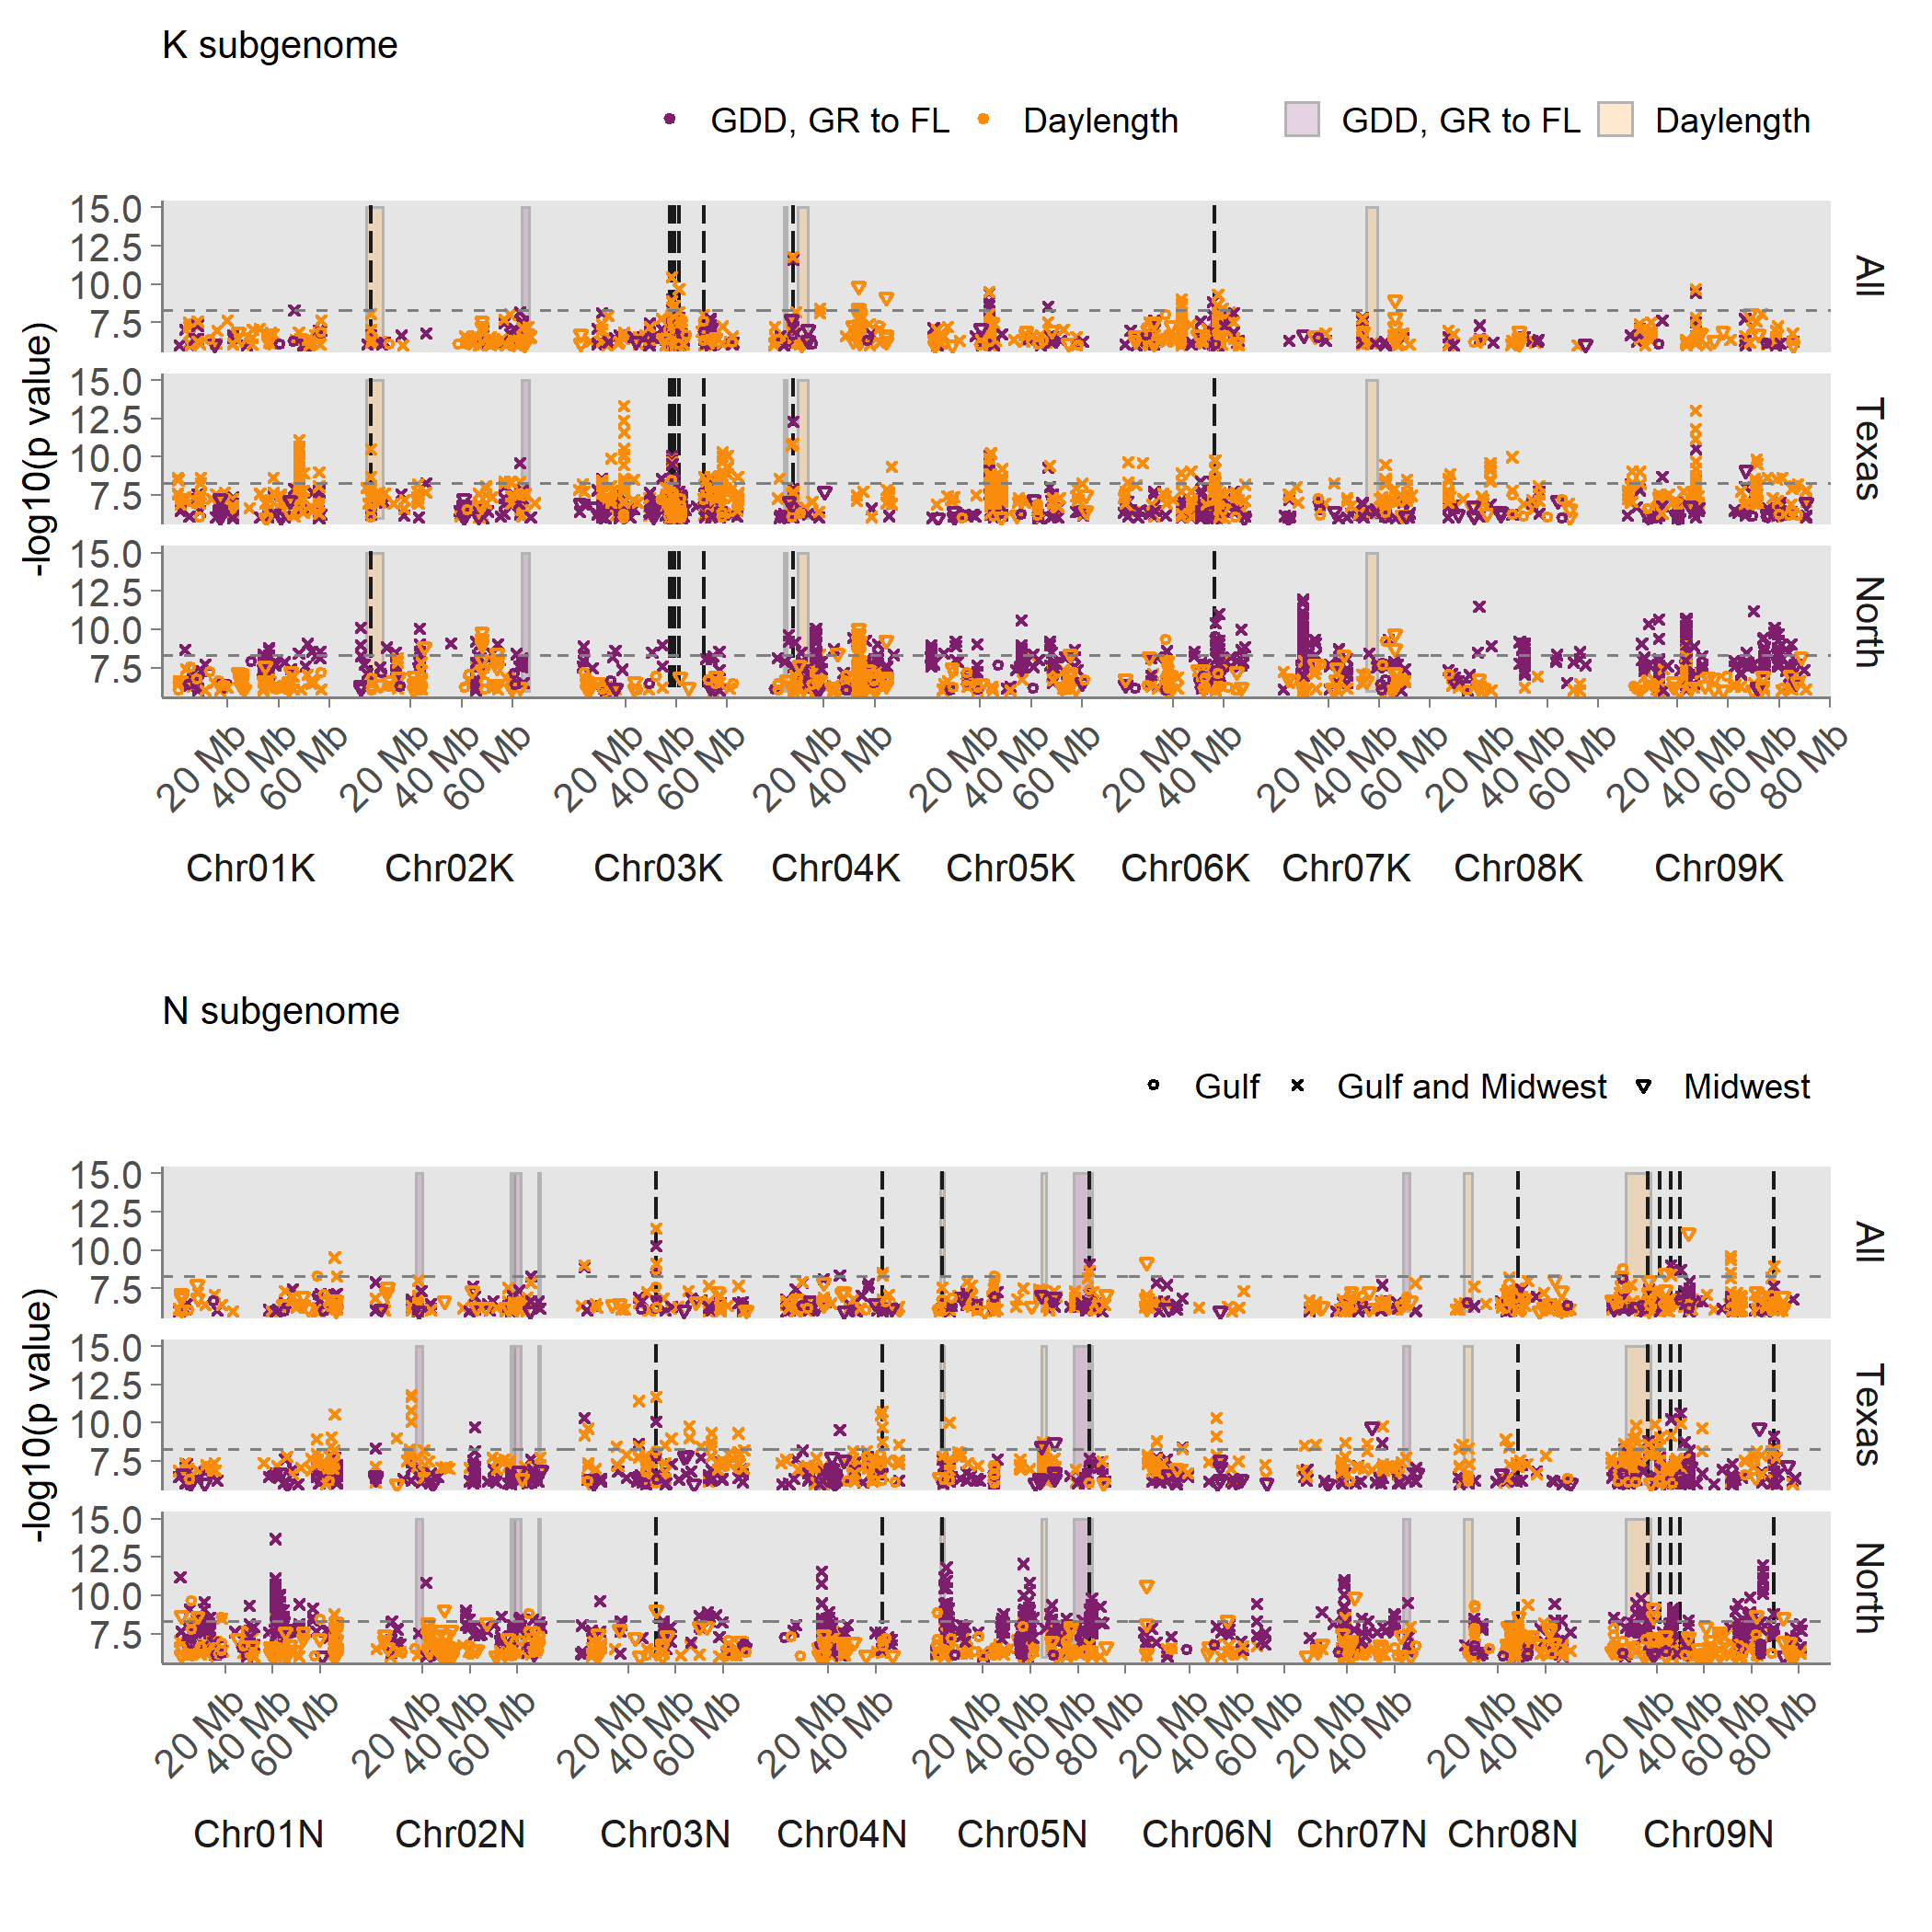 K subgenome
GDD, GR to FL Daylength GDD, GR to FL Daylength
-log10(p value)
15.0
12.5
10.0
7.5
All
15.0
12.5
10.0
7.5
Texas
15.0
12.5
10.0
7.5
North
20 Mb 40 Mb 60 Mb 20 Mb 40 Mb 60 Mb 20 Mb 40 Mb 60 Mb 20 Mb 40 Mb 20 Mb 40 Mb 60 Mb 20 Mb 40 Mb 20 Mb 40 Mb 60 Mb 20 Mb 40 Mb 60 Mb 20 Mb 40 Mb 60 Mb 80 Mb
Chr01K Chr02K Chr03K Chr04K Chr05K Chr06K Chr07K Chr08K Chr09K
N subgenome
Gulf Gulf and Midwest Midwest
-log10(p value)
15.0
12.5
10.0
7.5
All
15.0
12.5
10.0
7.5
Texas
15.0
12.5
10.0
7.5
North
20 Mb 40 Mb 60 Mb 20 Mb 40 Mb 60 Mb 20 Mb 40 Mb 60 Mb 20 Mb 40 Mb 20 Mb 40 Mb 60 Mb 80 Mb 20 Mb 40 Mb 60 Mb 20 Mb 40 Mb 20 Mb 40 Mb 20 Mb 40 Mb 60 Mb 80 Mb
Chr01N Chr02N Chr03N Chr04N Chr05N Chr06N Chr07N Chr08N Chr09N